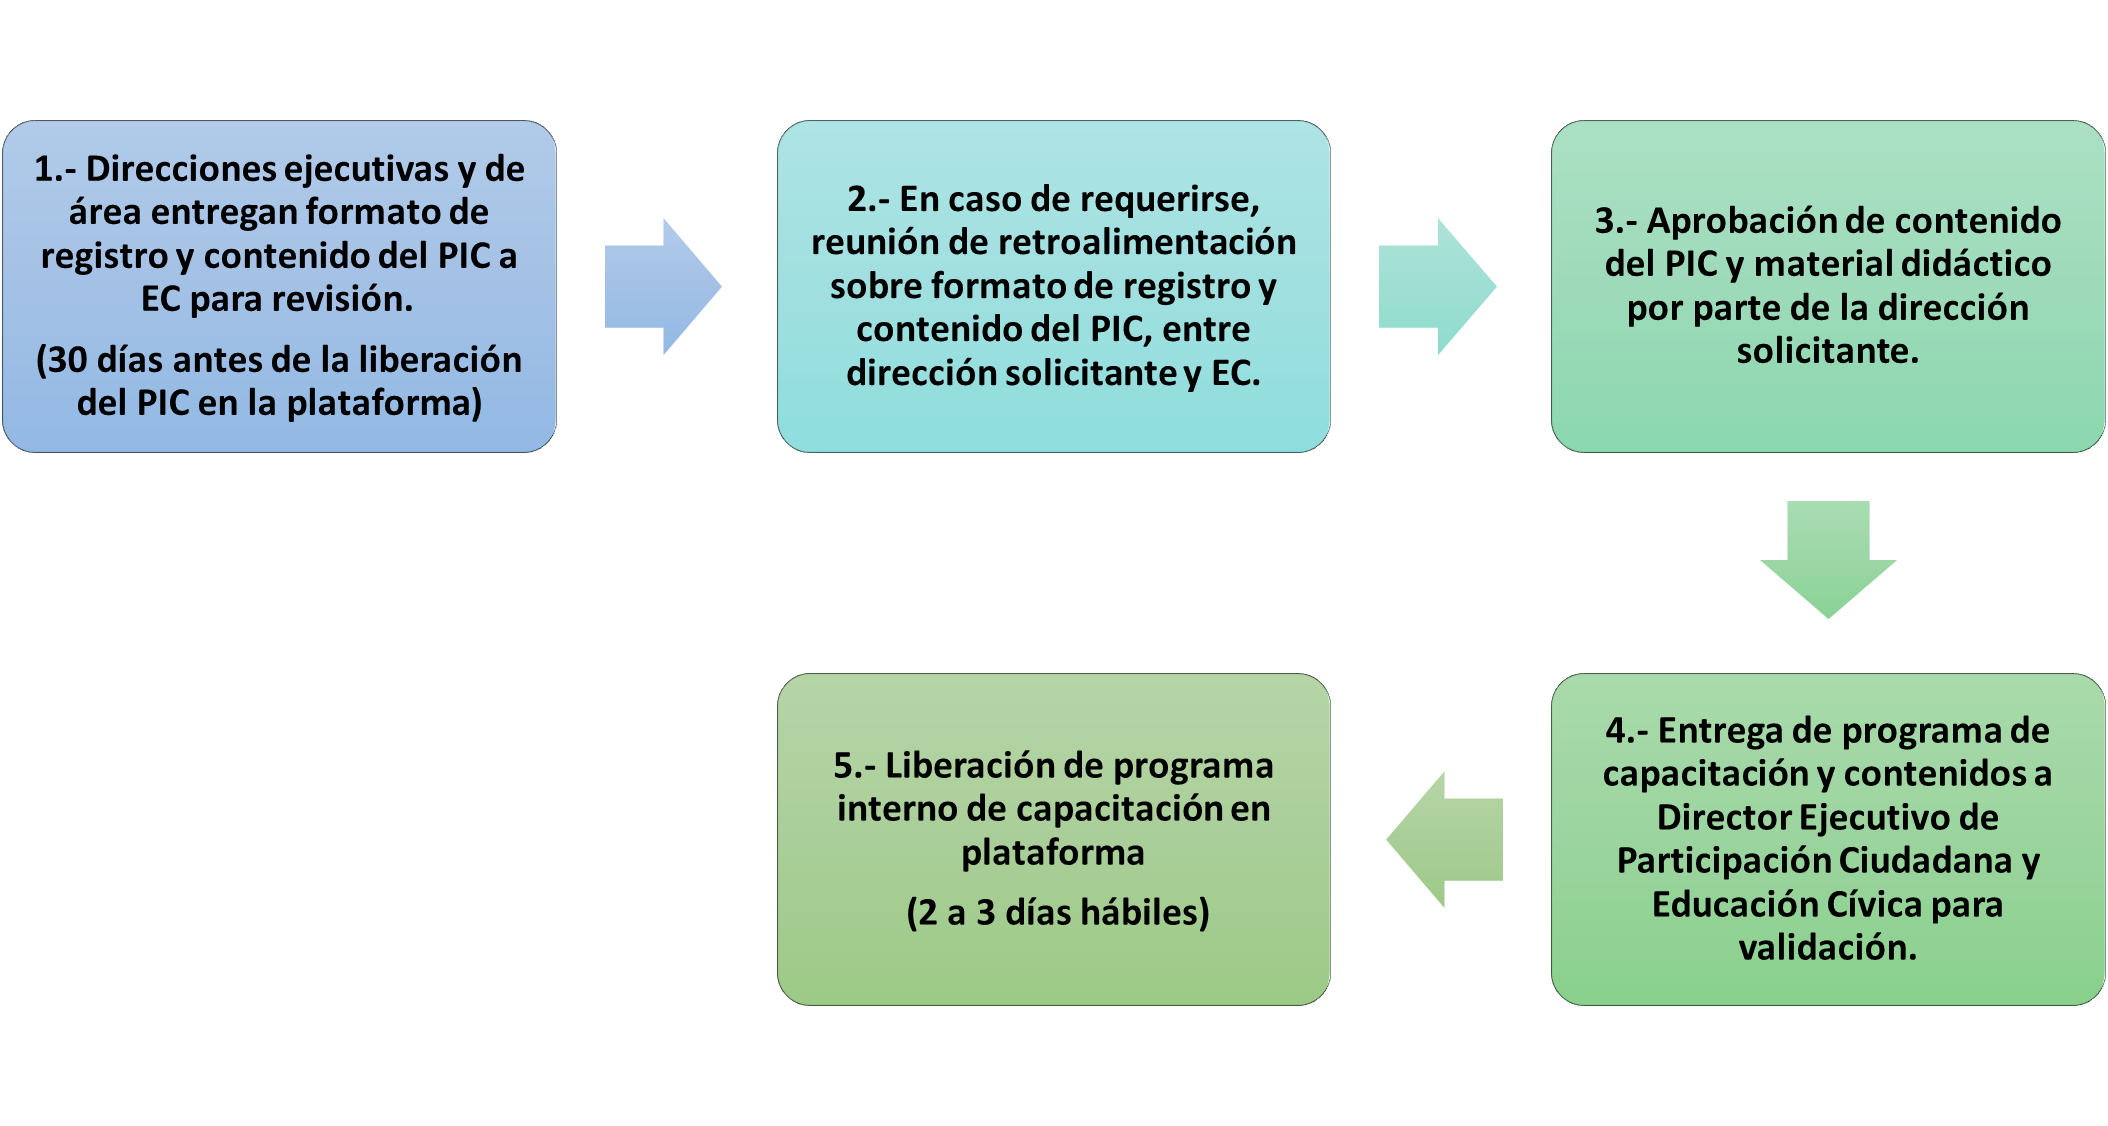 1.- Direcciones ejecutivas y de
área entregan formato de
registro y contenido del PIC a
EC para revisión.
(30 días antes de la liberación
del PIC en la plataforma)
2.- En caso de requerirse,
reunión de retroalimentación
sobre formato de registro y
contenido del PIC, entre
dirección solicitante y EC.
3.- Aprobación de contenido
del PIC y material didáctico
por parte de la dirección
solicitante.
4.- Entrega de programa de
capacitación y contenidos a
Director Ejecutivo de
Participación Ciudadana y
Educación Cívica para
validación.
5.- Liberación de programa
interno de capacitación en
plataforma
(2 a 3 días hábiles)